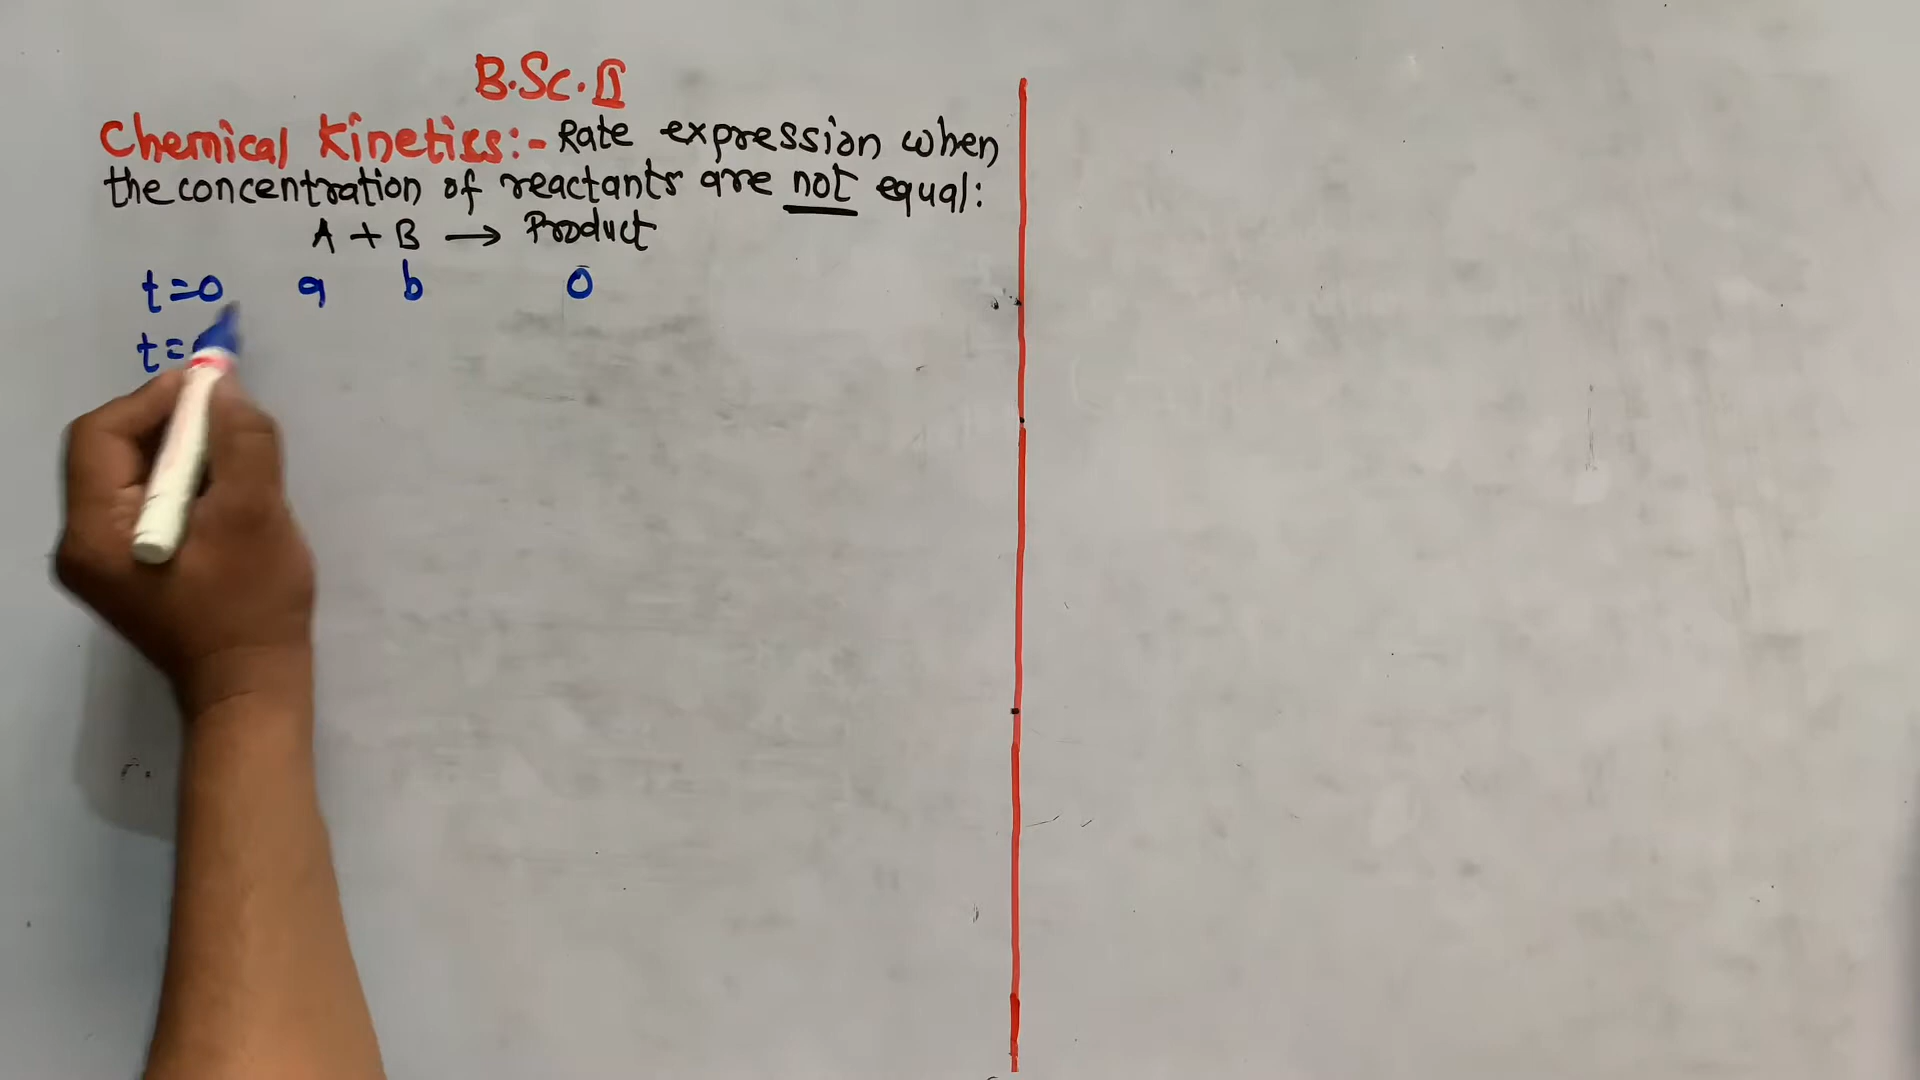 B.Sc. II
Chemical Kinetics:- Rate expression when
the concentration of reactants are not equal:
A + B → Product
t=0 a b 0
t=